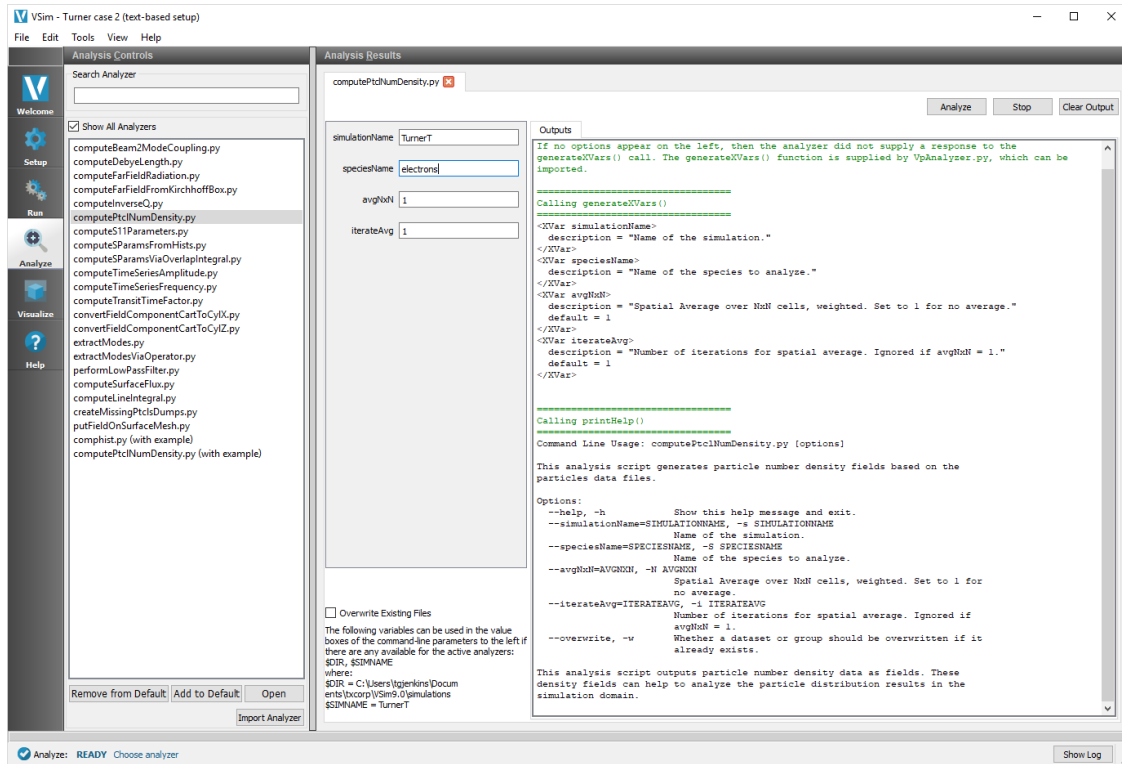 VSim - Turner case 2 (text-based setup)
File Edit Tools View Help
Analysis Controls
Search Analyzer
Show All Analyzers
computeBeam2ModeCoupling.py
computeDebyeLength.py
computeFarFieldRadiation.py
computeFarFieldFromKirchhoffBox.py
computeInverseQ.py
computePtclNumDensity.py
computeS11Parameters.py
computeSParamsFromHists.py
computeSParamsViaOverlapIntegral.py
computeTimeSeriesAmplitude.py
computeTimeSeriesFrequency.py
computeTransitTimeFactor.py
convertFieldComponentCartToCylX.py
convertFieldComponentCartToCylZ.py
extractModes.py
extractModesViaOperator.py
performLowPassFilter.py
computeSurfaceFlux.py
computeLineIntegral.py
createMissingPtclsDumps.py
putFieldOnSurfaceMesh.py
comphist.py (with example)
computePtclNumDensity.py (with example)
Remove from Default Add to Default Open
Import Analyzer
Welcome
Setup
Run
Analyze
Visualize
Help
Analysis Results
computePtclNumDensity.py
Analyze Stop Clear Output
simulationName TurnerT
speciesName electrons
avgNxN 1
iterateAvg 1
Overwrite Existing Files
The following variables can be used in the value
boxes of the command-line parameters to the left if
there are any available for the active analyzers:
$DIR, $SIMNAME
where:
$DIR = C:\Users\tgjenkins\Docum
ents\txcorp\VSim9.0\simulations
$SIMNAME = TurnerT
Outputs
If no options appear on the left, then the analyzer did not supply a response to the
generateXVars() call. The generateXVars() function is supplied by VpAnalyzer.py, which can be
imported.
==================================
Calling generateXVars()
==================================
<XVar simulationName>
description = "Name of the simulation."
</XVar>
<XVar speciesName>
description = "Name of the species to analyze."
</XVar>
<XVar avgNxN>
description = "Spatial Average over NxN cells, weighted. Set to 1 for no average."
default = 1
</XVar>
<XVar iterateAvg>
description = "Number of iterations for spatial average. Ignored if avgNxN = 1."
default = 1
</XVar>
==================================
Calling printHelp()
==================================
Command Line Usage: computePtclNumDensity.py [options]
This analysis script generates particle number density fields based on the
particles data files.
Options:
--help, -h Show this help message and exit.
--simulationName=SIMULATIONNAME, -s SIMULATIONNAME
Name of the simulation.
--speciesName=SPECIESNAME, -S SPECIESNAME
Name of the species to analyze.
--avgNxN=AVGNXN, -N AVGNXN
Spatial Average over NxN cells, weighted. Set to 1 for
no average.
--iterateAvg=ITERATEAVG, -i ITERATEAVG
Number of iterations for spatial average. Ignored if
avgNxN = 1.
--overwrite, -w Whether a dataset or group should be overwritten if it
already exists.
This analysis script outputs particle number density data as fields. These
density fields can help to analyze the particle distribution results in the
simulation domain.
Analyze: READY Choose analyzer
Show Log